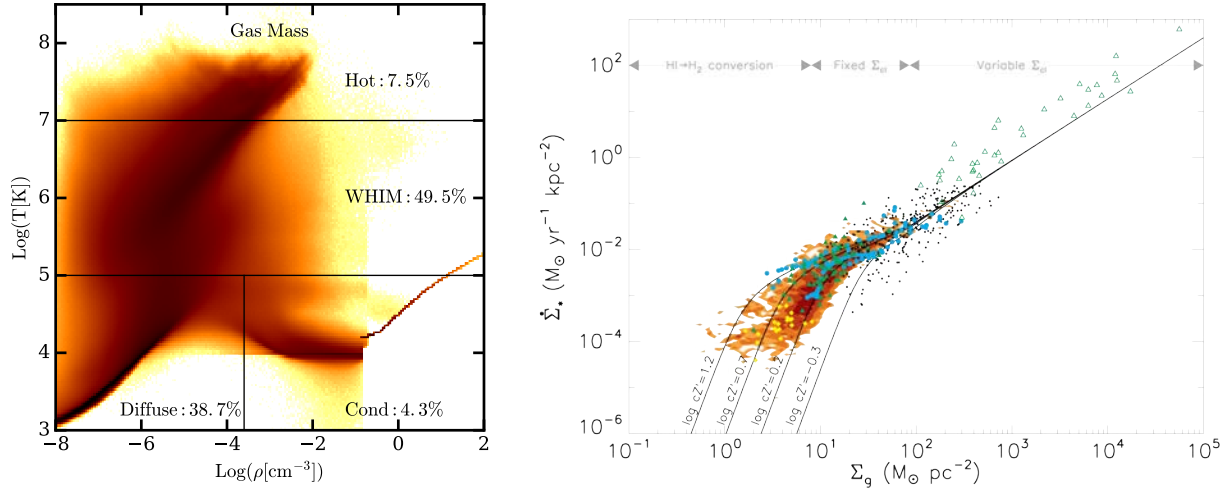 Gas Mass
Hot : 7.5%
WHIM : 49.5%
Diffuse : 38.7%
Cond : 4.3%
Log(T[K])
8
7
6
5
4
3
−8
−6
−4
−2
0
2
Log(ρ[cm⁻³])
HI→H₂ conversion
Fixed Σ_el
Variable Σ_el
Σ̇⋆ (M⊙ yr⁻¹ kpc⁻²)
10²
10⁰
10⁻²
10⁻⁴
10⁻⁶
log cZ'=1.2
log cZ'=0.7
log cZ'=0.2
log cZ'=−0.3
10⁻¹
10⁰
10¹
10²
10³
10⁴
10⁵
Σg (M⊙ pc⁻²)